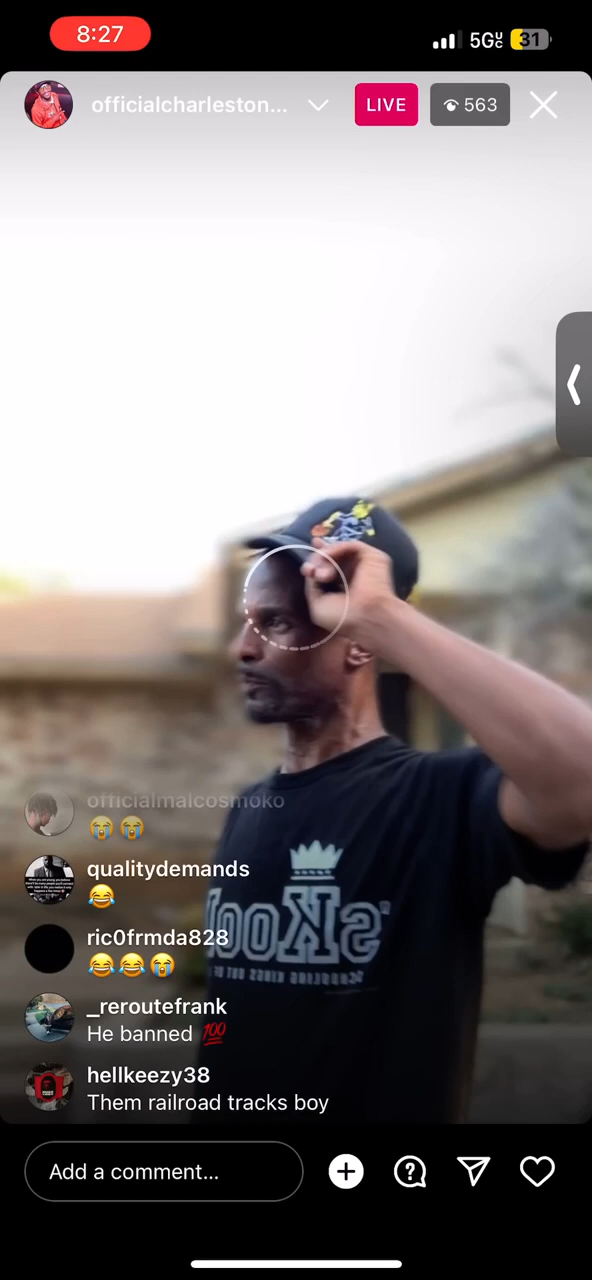 8:27
5GUC
31
officialcharleston...
LIVE
563
officialmalcosmoko
😭😭
qualitydemands
😂
ric0frmda828
😂😂😭
_reroutefrank
He banned 💯
hellkeezy38
Them railroad tracks boy
Add a comment...